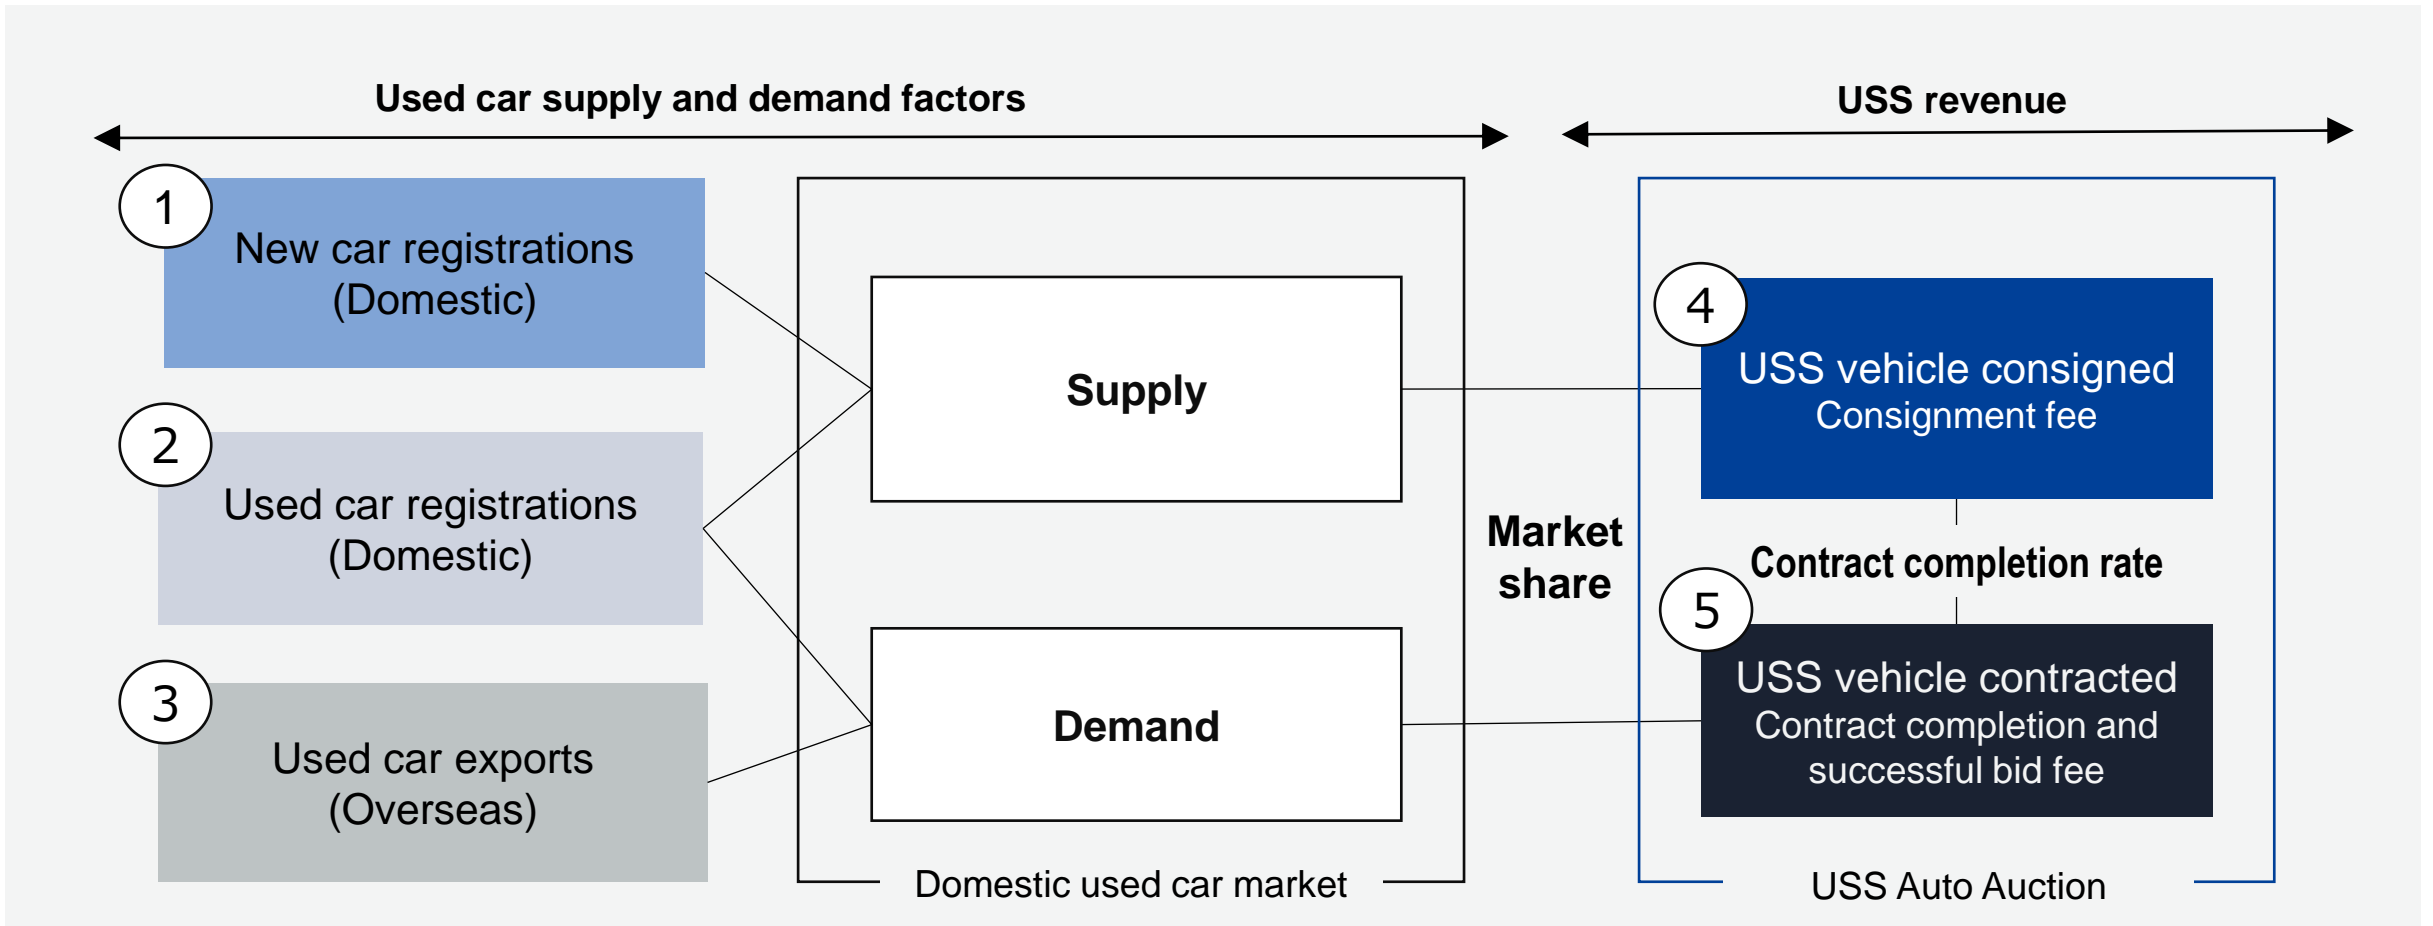 Used car supply and demand factors
USS revenue
1
New car registrations
(Domestic)
2
Used car registrations
(Domestic)
3
Used car exports
(Overseas)
Supply
Demand
Domestic used car market
Market
share
4
USS vehicle consigned
Consignment fee
Contract completion rate
5
USS vehicle contracted
Contract completion and
successful bid fee
USS Auto Auction